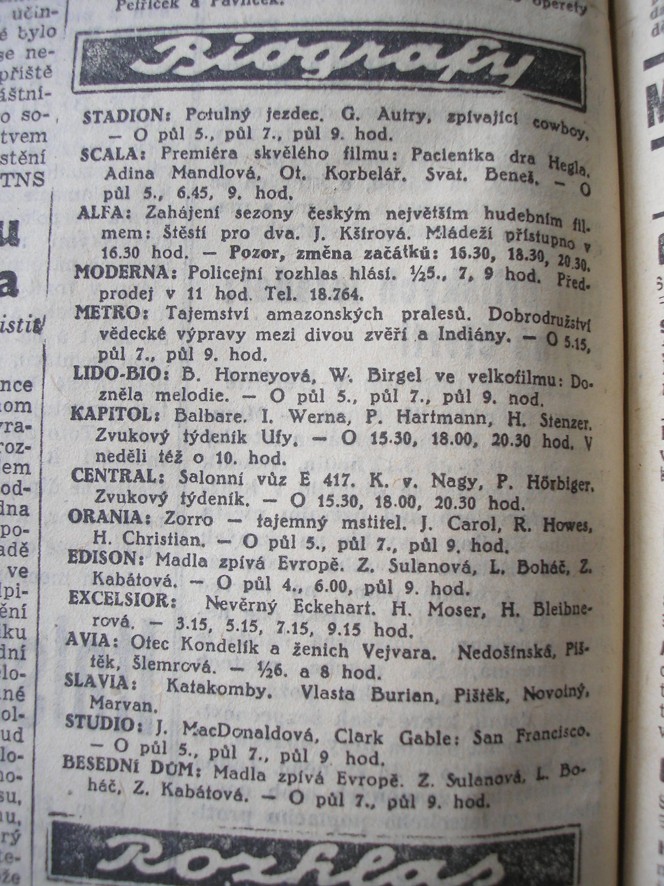 Petříček a Pavlíček.
operety
Biografy
STADION: Potulný jezdec. G. Autry, zpívající cowboy.
— O půl 5., půl 7., půl 9. hod.
SCALA: Premiéra skvělého filmu: Pacientka dra Hegla.
Adina Mandlová, Ot. Korbelář. Svat. Beneš. — O
půl 5., 6.45, 9. hod.
ALFA: Zahájení sezony českým největším hudebním fil-
mem: Štěstí pro dva. J. Kšírová. Mládeží přístupno v
16.30 hod. — Pozor, změna začátků: 16.30, 18.30, 20.30.
MODERNA: Policejní rozhlas hlásí. ½5., 7, 9 hod. Před-
prodej v 11 hod. Tel. 18.764.
METRO: Tajemství amazonských pralesů. Dobrodružství
vědecké výpravy mezi divou zvěří a Indiány. — O 5.15,
půl 7., půl 9. hod.
LIDO-BIO: B. Horneyová, W. Birgel ve velkofilmu: Do-
zněla melodie. — O půl 5., půl 7., půl 9. nod.
KAPITOL: Balbare. I. Werna, P. Hartmann, H. Stenzer.
Zvukový týdeník Ufy. — O 15.30, 18.00, 20.30 hod. V
neděli též o 10. hod.
CENTRAL: Salonní vůz E 417. K. v. Nagy, P. Hörbiger.
Zvukový týdeník. — O 15.30, 18.00, 20.30 hod.
ORANIA: Zorro — tajemný mstitel. J. Carol, R. Howes,
H. Christian. — O půl 5., půl 7., půl 9. hod.
EDISON: Madla zpívá Evropě. Z. Sulanová, L. Boháč, Z.
Kabátová. — O půl 4., 6.00, půl 9. hod.
EXCELSIOR: Nevěrný Eckehart. H. Moser, H. Bleibne-
rová. — 3.15, 5.15, 7.15, 9.15 hod.
AVIA: Otec Kondelík a ženich Vejvara. Nedošínská, Piš-
těk, Šlemrová. — ½6. a 8 hod.
SLAVIA: Katakomby. Vlasta Burian, Pištěk, Novotný,
Marvan.
STUDIO: J. MacDonaldová, Clark Gable: San Francisco.
— O půl 5., půl 7., půl 9 hod.
BESEDNÍ DŮM: Madla zpívá Evropě. Z. Sulanová, L. Bo-
háč, Z. Kabátová. — O půl 7., půl 9. hod.
Rozhlas